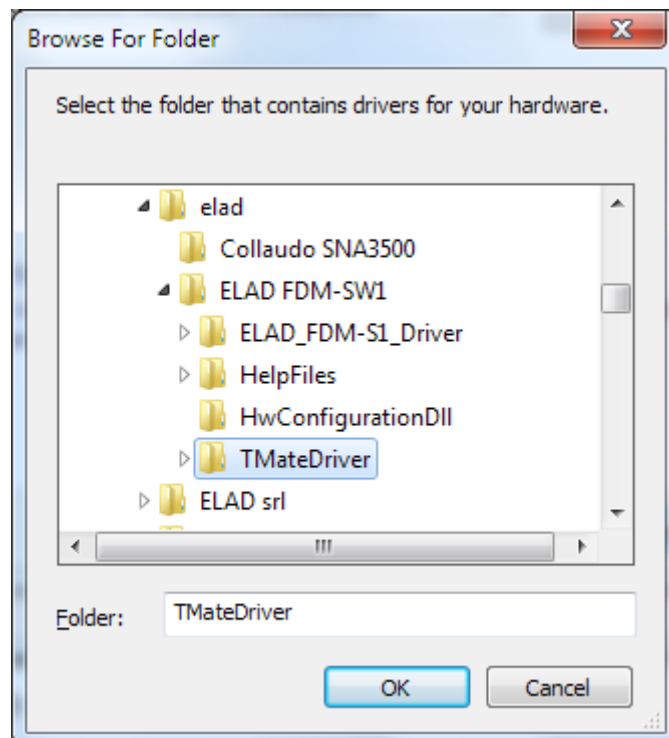 Browse For Folder
Select the folder that contains drivers for your hardware.
elad
Collaudo SNA3500
ELAD FDM-SW1
ELAD_FDM-S1_Driver
HelpFiles
HwConfigurationDll
TMateDriver
ELAD srl
Folder: TMateDriver
OK Cancel